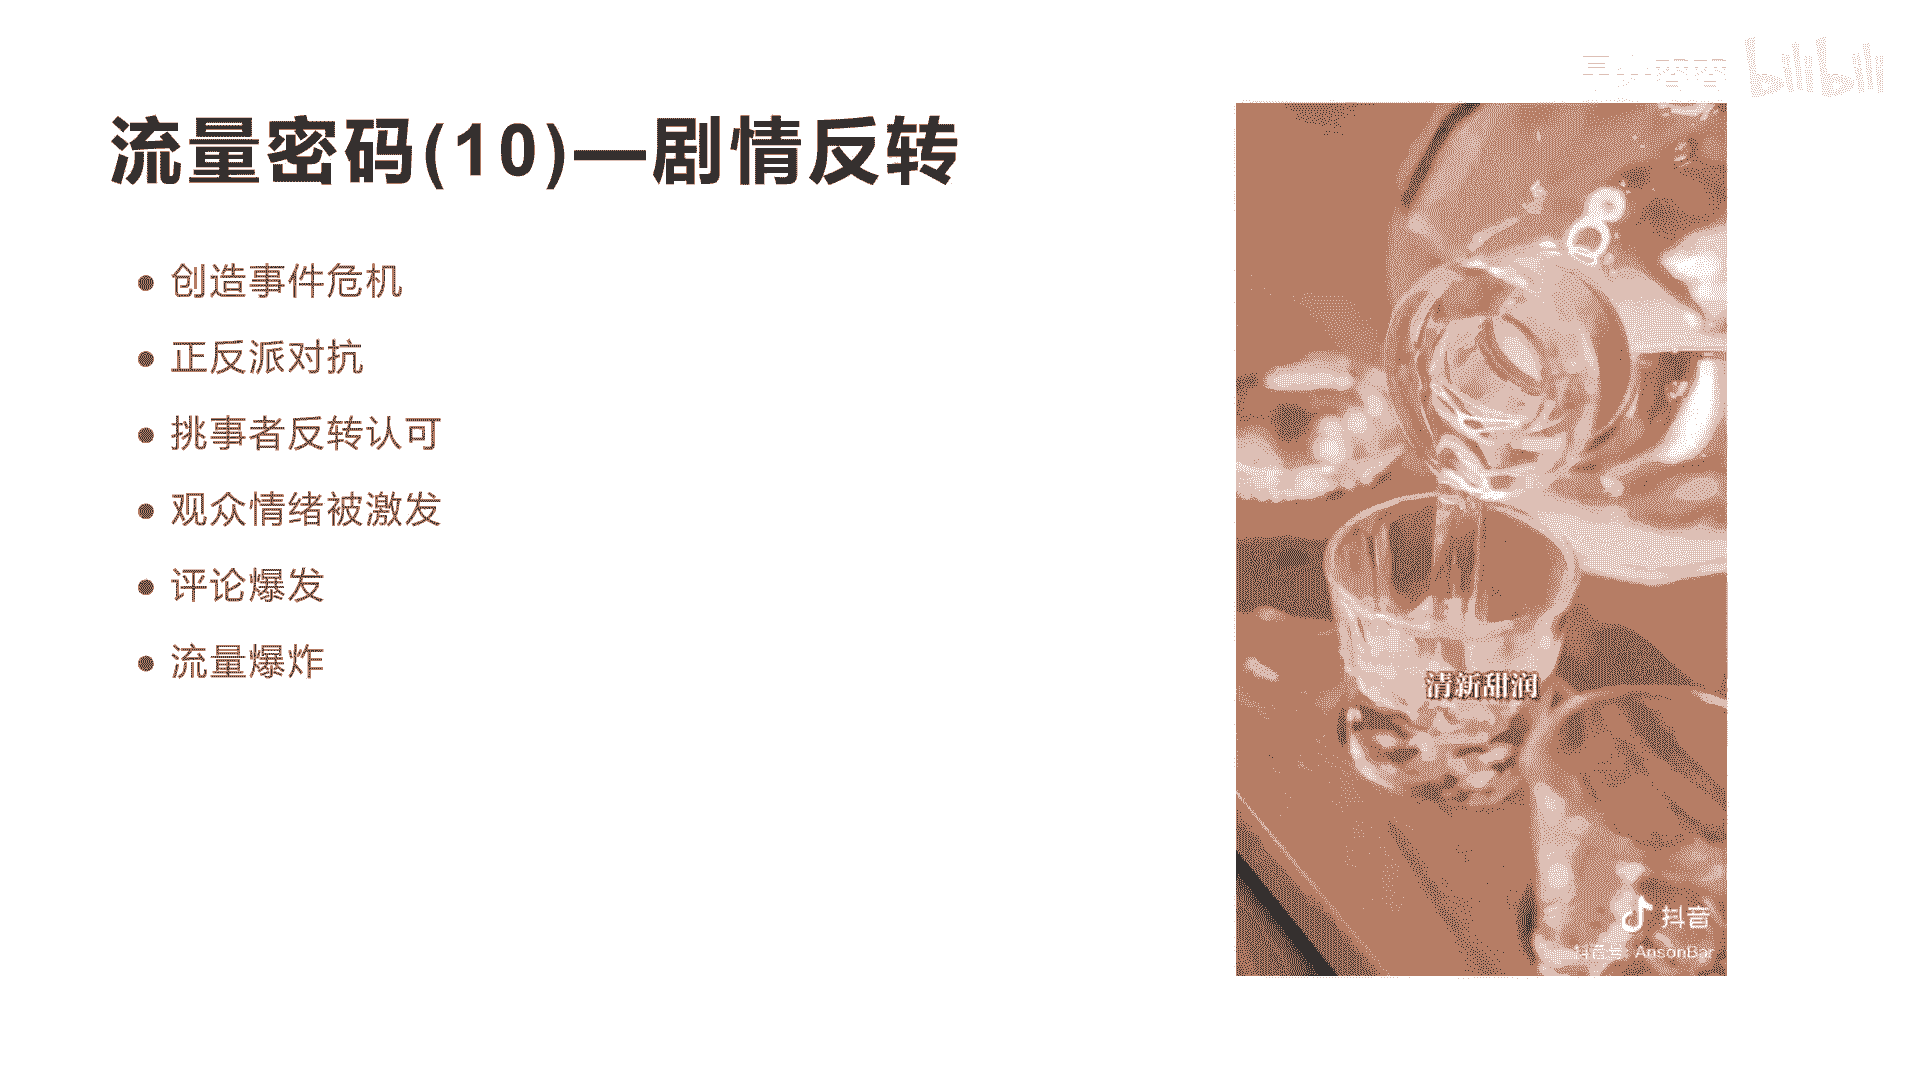 bilibili
流量密码(10)—剧情反转
创造事件危机
正反派对抗
挑事者反转认可
观众情绪被激发
评论爆发
流量爆炸
清新甜润
抖音
抖音号: AnsonBar